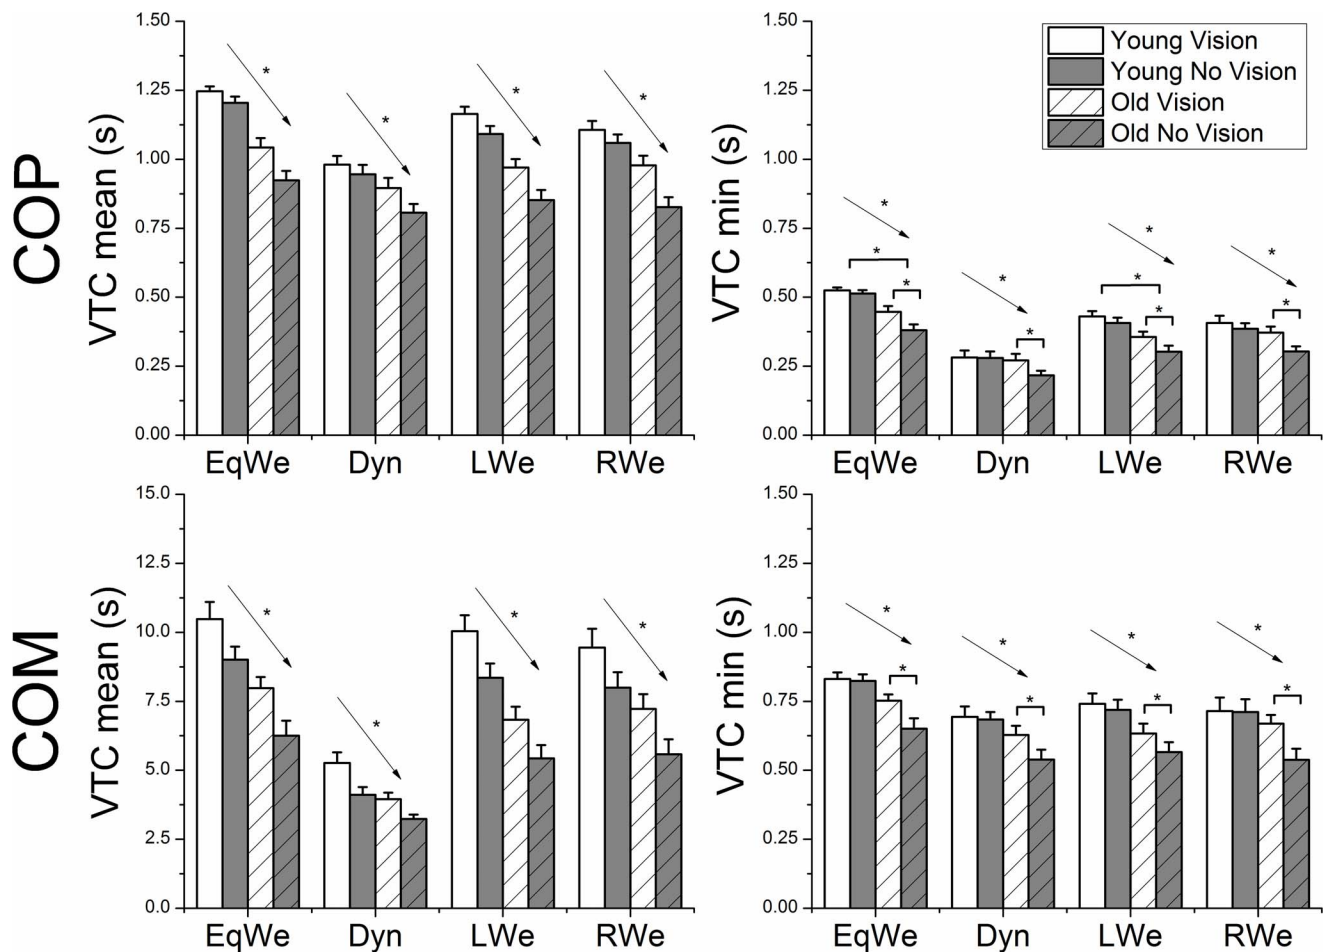 COP
VTC mean (s)
1.50
1.25
1.00
0.75
0.50
0.25
0.00
* * * *
EqWe Dyn LWe RWe
VTC min (s)
1.50
1.25
1.00
0.75
0.50
0.25
0.00
Young Vision
Young No Vision
Old Vision
Old No Vision
* * * *
* *
* * * *
EqWe Dyn LWe RWe
COM
VTC mean (s)
15.0
12.5
10.0
7.5
5.0
2.5
0.0
* * * *
EqWe Dyn LWe RWe
VTC min (s)
1.50
1.25
1.00
0.75
0.50
0.25
0.00
* * * *
* * * *
EqWe Dyn LWe RWe